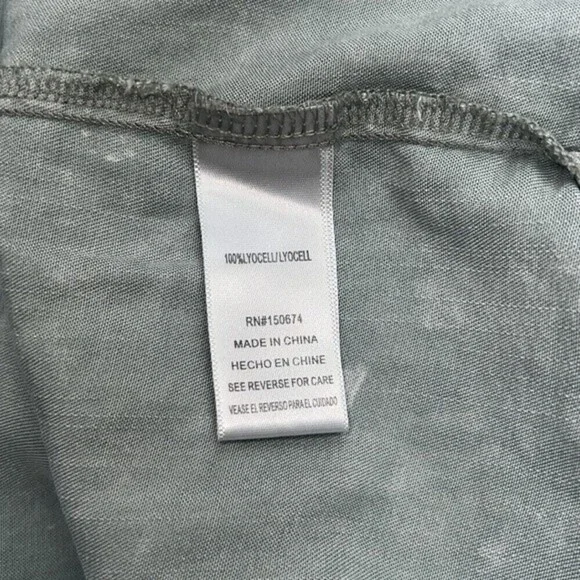 100%LYOCELL/LYOCELL
RN#150674
MADE IN CHINA
HECHO EN CHINE
SEE REVERSE FOR CARE
VEASE EL REVERSO PARA EL CUIDADO